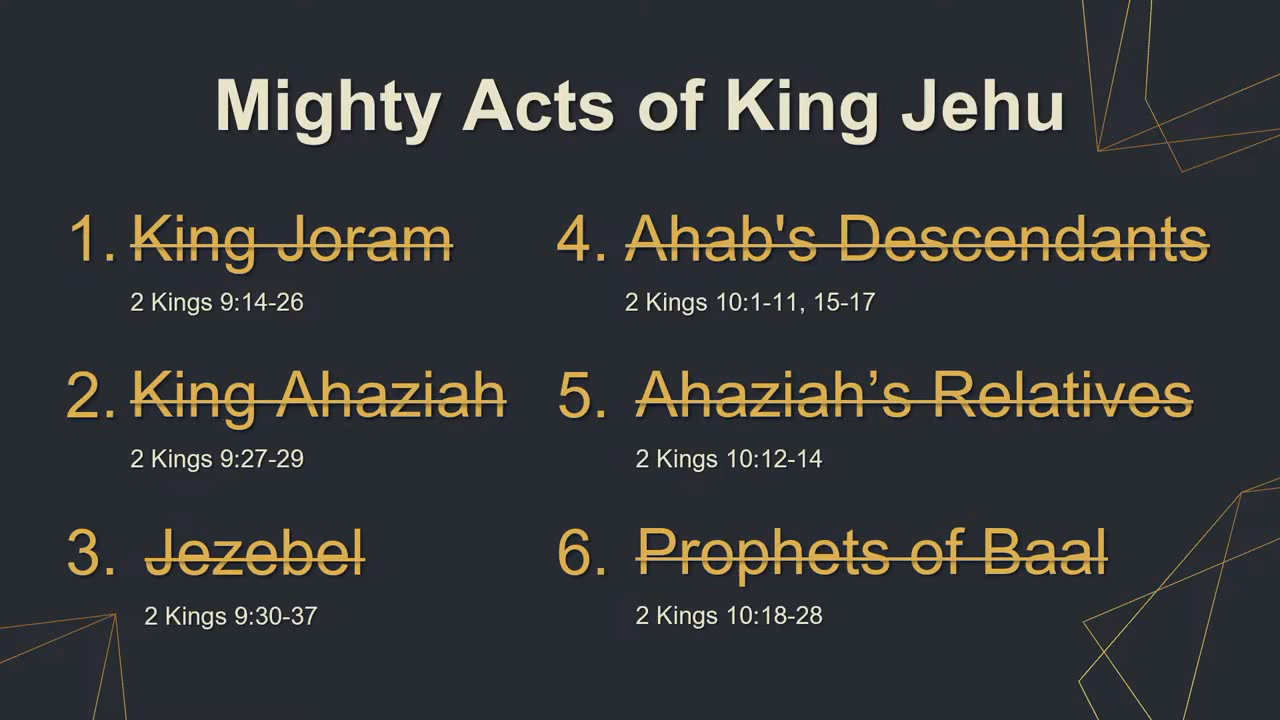 Mighty Acts of King Jehu
1. King Joram
2 Kings 9:14-26
2. King Ahaziah
2 Kings 9:27-29
3. Jezebel
2 Kings 9:30-37
4. Ahab's Descendants
2 Kings 10:1-11, 15-17
5. Ahaziah’s Relatives
2 Kings 10:12-14
6. Prophets of Baal
2 Kings 10:18-28